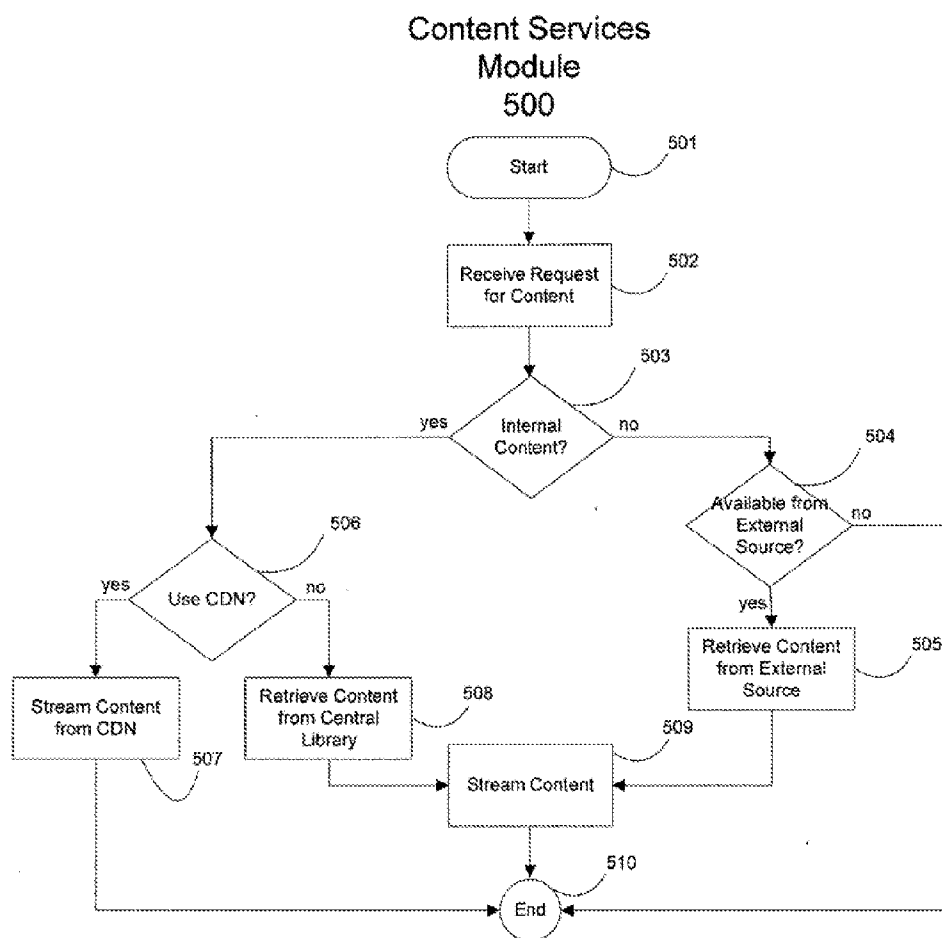 Content Services
Module
500
Start
501
Receive Request
for Content
502
503
Internal
Content?
yes
no
504
Available from
External
Source?
no
yes
506
Use CDN?
yes
no
Retrieve Content
from External
Source
505
Stream Content
from CDN
507
Retrieve Content
from Central
Library
508
509
Stream Content
510
End